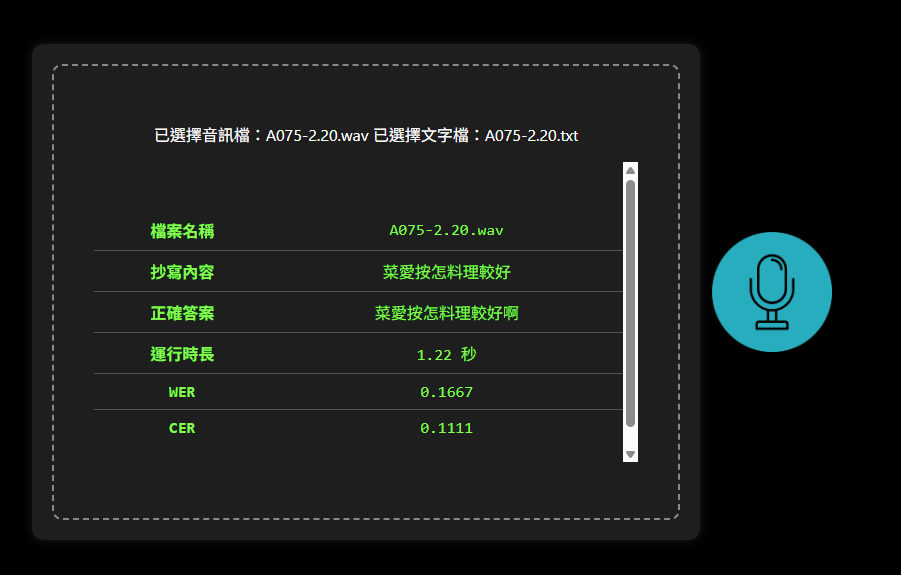 已選擇音訊檔：A075-2.20.wav 已選擇文字檔：A075-2.20.txt
檔案名稱 A075-2.20.wav
抄寫內容 菜愛按怎料理較好
正確答案 菜愛按怎料理較好啊
運行時長 1.22 秒
WER 0.1667
CER 0.1111